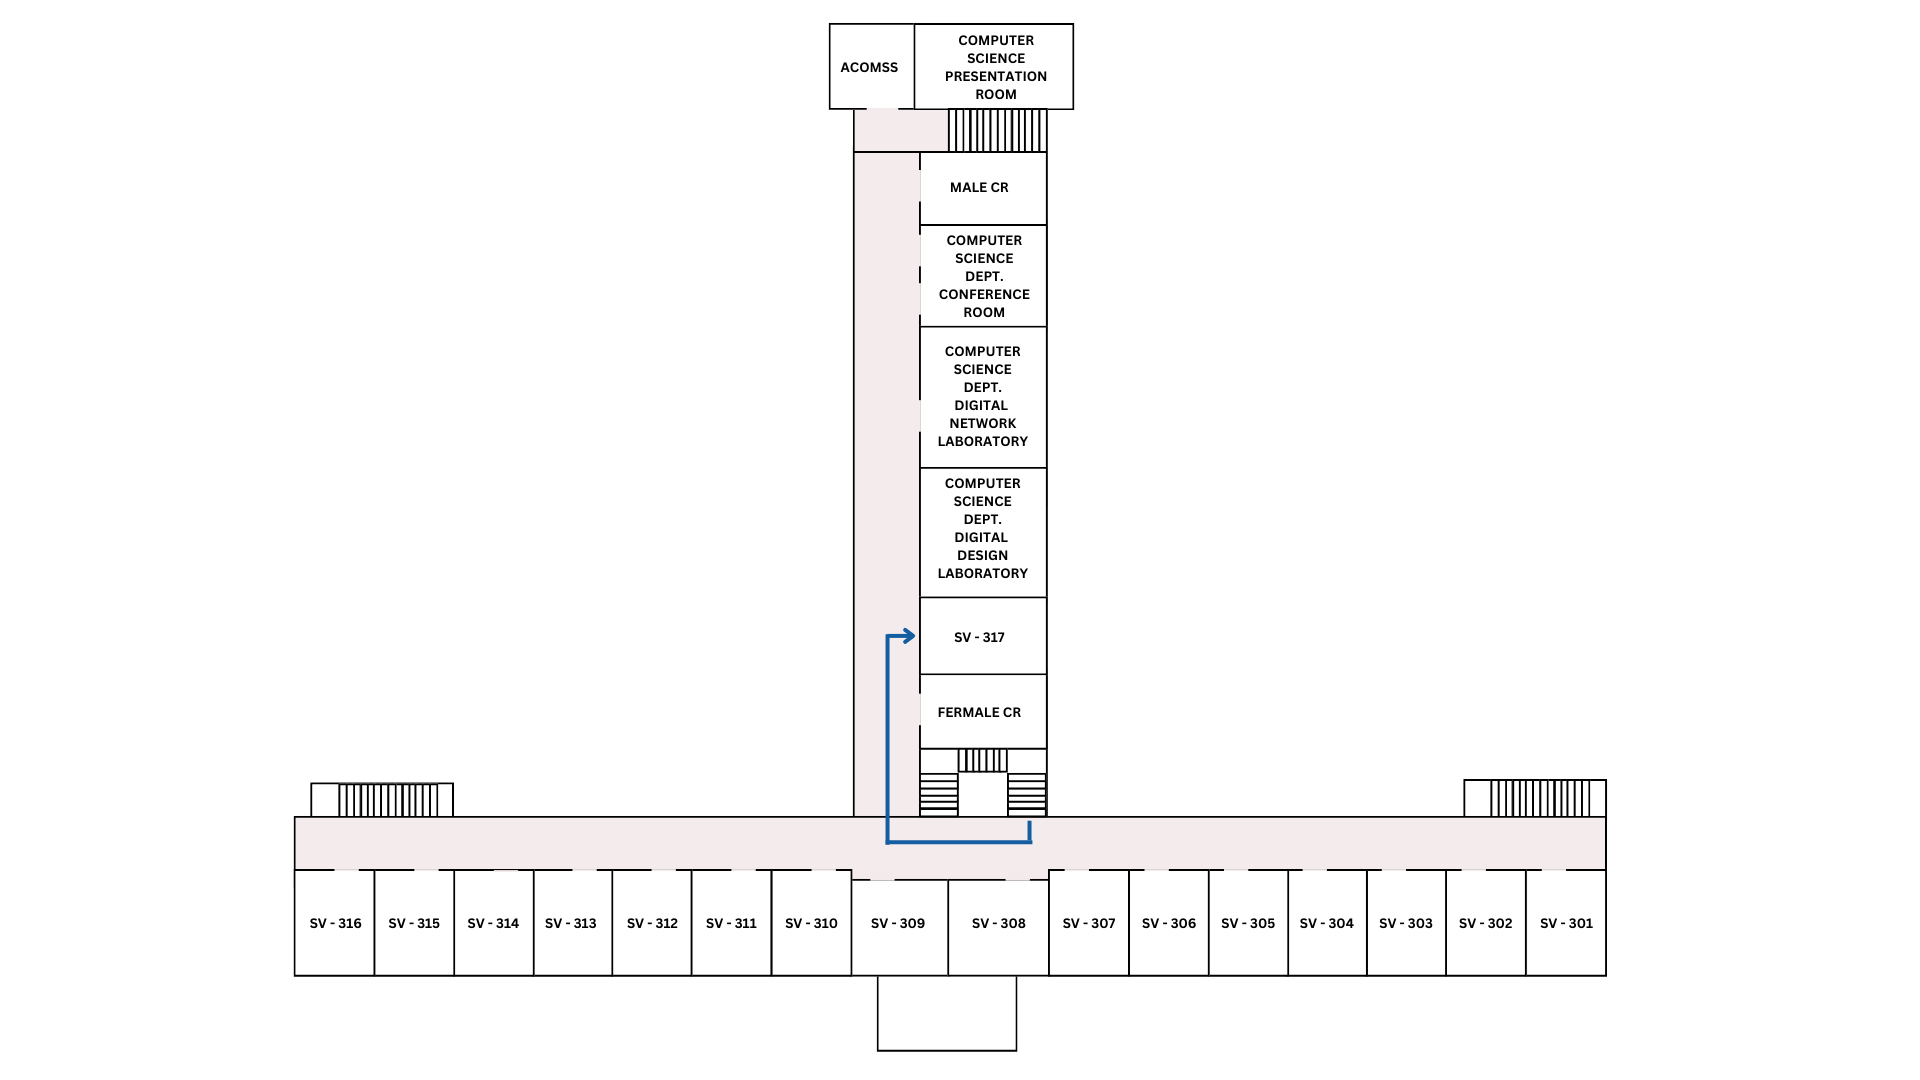 ACOMSS
COMPUTER
SCIENCE
PRESENTATION
ROOM
MALE CR
COMPUTER
SCIENCE
DEPT.
CONFERENCE
ROOM
COMPUTER
SCIENCE
DEPT.
DIGITAL
NETWORK
LABORATORY
COMPUTER
SCIENCE
DEPT.
DIGITAL
DESIGN
LABORATORY
SV - 317
FERMALE CR
SV - 316
SV - 315
SV - 314
SV - 313
SV - 312
SV - 311
SV - 310
SV - 309
SV - 308
SV - 307
SV - 306
SV - 305
SV - 304
SV - 303
SV - 302
SV - 301